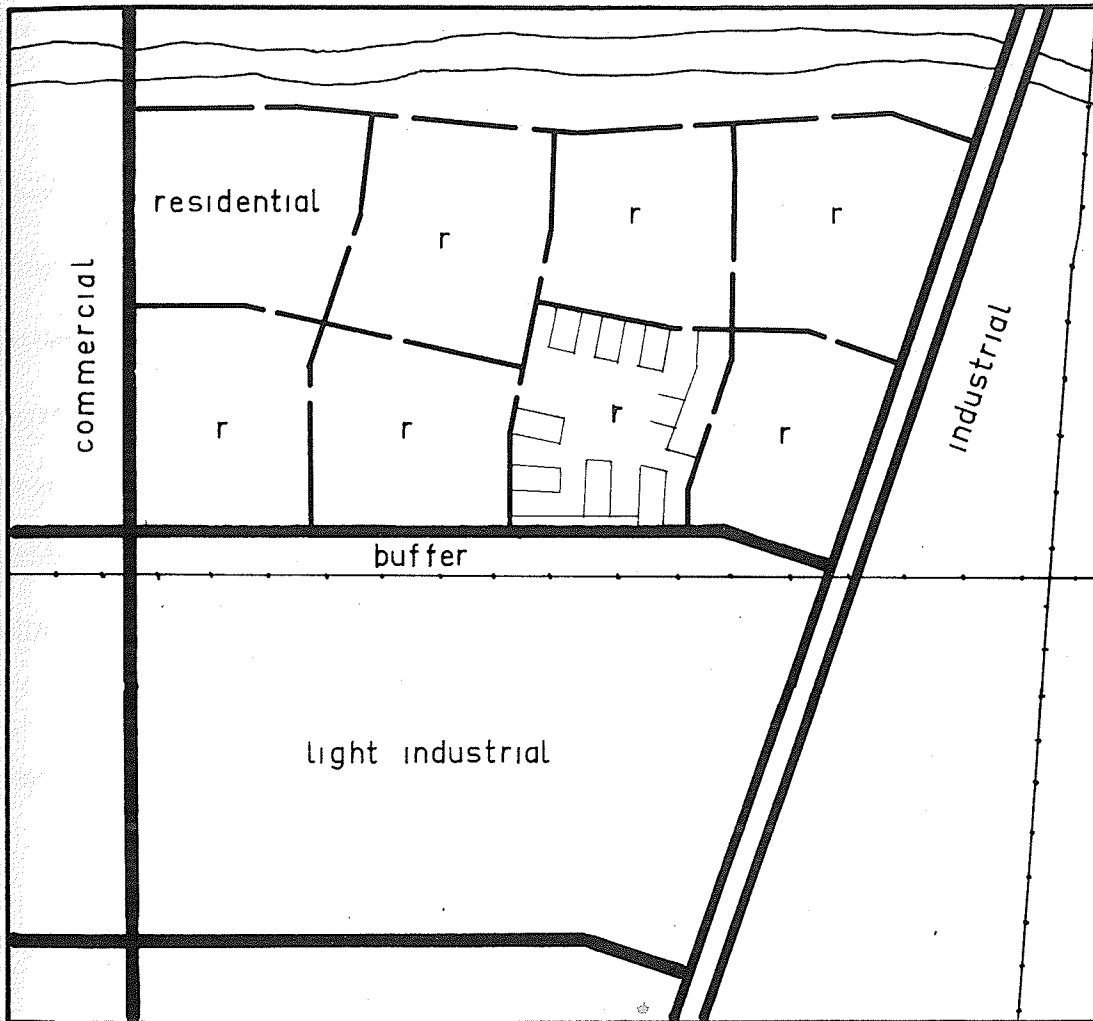 residential
r
r
r
commercial
industrial
r
r
r
r
buffer
light industrial